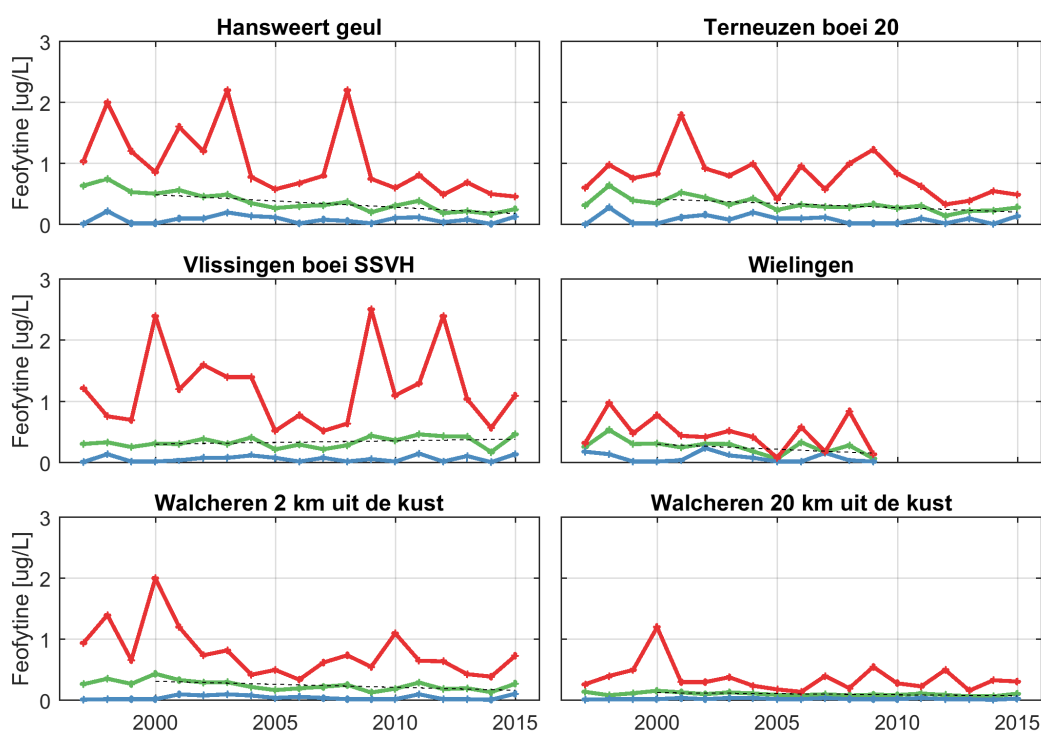 Hansweert geul
Terneuzen boei 20
Feofytine [ug/L]
3
2
1
0
Vlissingen boei SSVH
Wielingen
Feofytine [ug/L]
3
2
1
0
Walcheren 2 km uit de kust
Walcheren 20 km uit de kust
Feofytine [ug/L]
3
2
1
0
2000 2005 2010 2015
2000 2005 2010 2015